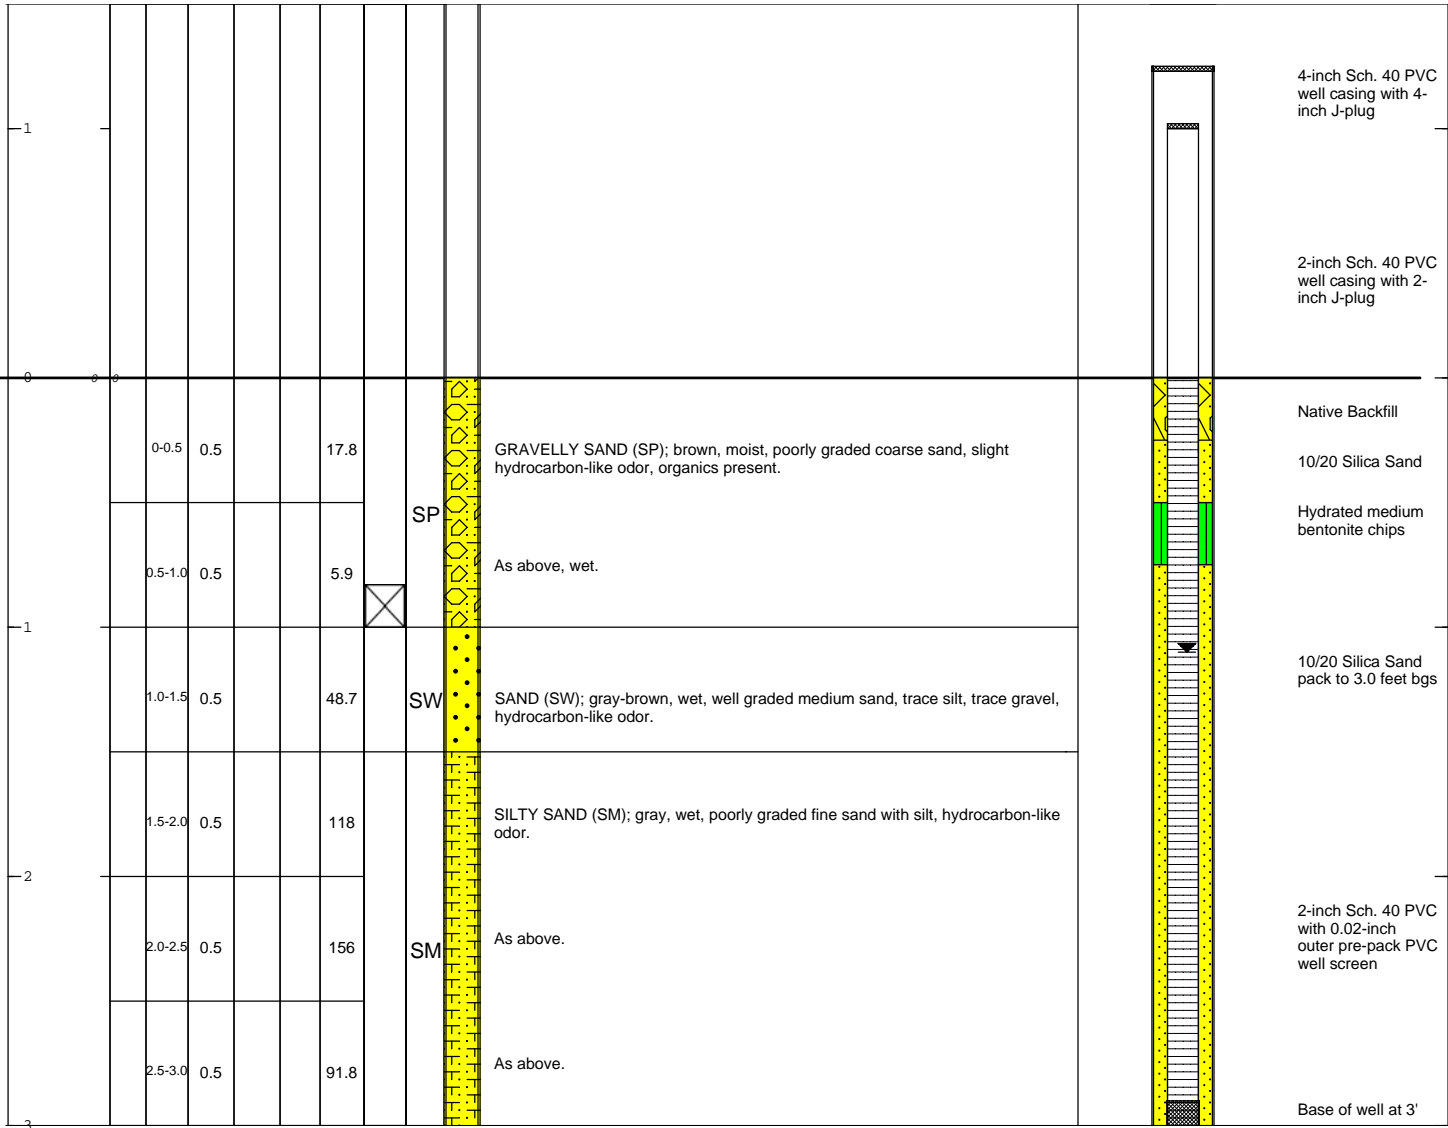 4-inch Sch. 40 PVC
well casing with 4-
inch J-plug
1
2-inch Sch. 40 PVC
well casing with 2-
inch J-plug
0
0 0
Native Backfill
0-0.5 0.5 17.8
GRAVELLY SAND (SP); brown, moist, poorly graded coarse sand, slight
hydrocarbon-like odor, organics present.
10/20 Silica Sand
SP
Hydrated medium
bentonite chips
0.5-1.0 0.5 5.9
As above, wet.
1
1.0-1.5 0.5 48.7
SW
SAND (SW); gray-brown, wet, well graded medium sand, trace silt, trace gravel,
hydrocarbon-like odor.
10/20 Silica Sand
pack to 3.0 feet bgs
1.5-2.0 0.5 118
SILTY SAND (SM); gray, wet, poorly graded fine sand with silt, hydrocarbon-like
odor.
2
2.0-2.5 0.5 156
SM
As above.
2-inch Sch. 40 PVC
with 0.02-inch
outer pre-pack PVC
well screen
2.5-3.0 0.5 91.8
As above.
Base of well at 3'
3